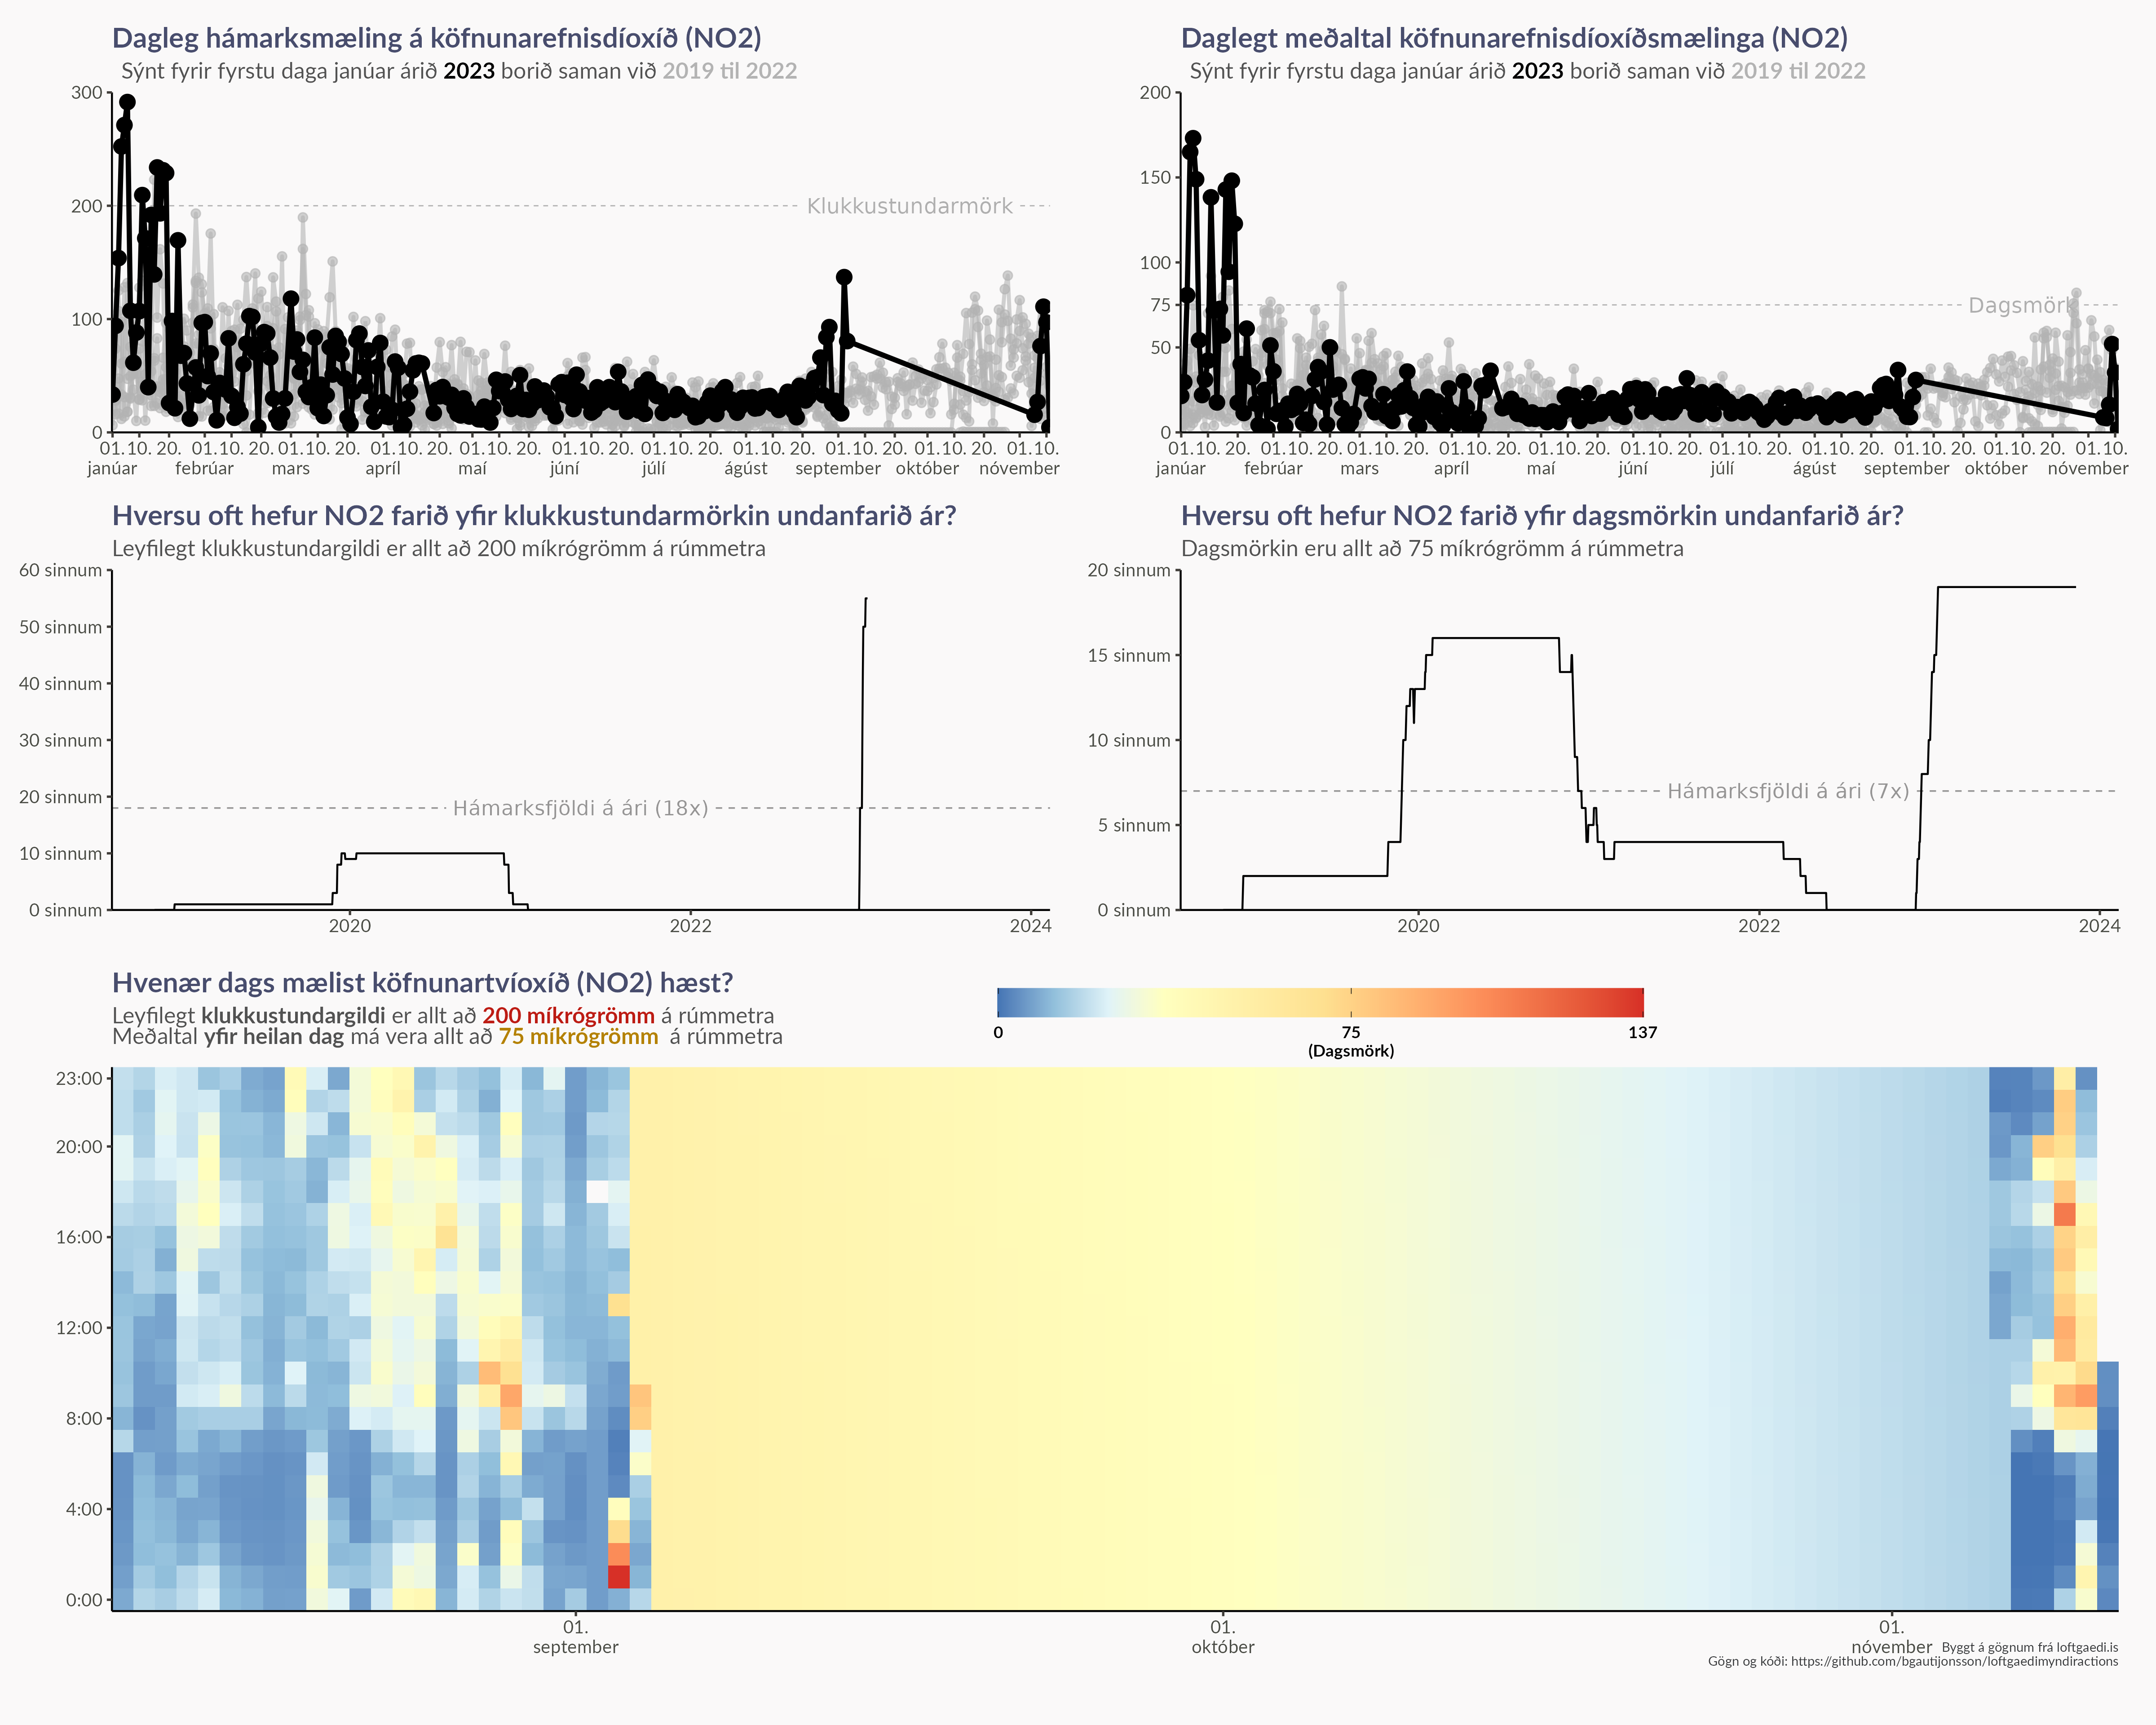 Dagleg hámarksmæling á köfnunarefnisdíoxíð (NO2)
Sýnt fyrir fyrstu daga janúar árið 2023 borið saman við 2019 til 2022
300
200
100
0
Klukkustundarmörk
01. 10. 20. 01. 10. 20. 01. 10. 20. 01. 10. 20. 01. 10. 20. 01. 10. 20. 01. 10. 20. 01. 10. 20. 01. 10. 20. 01. 10. 20. 01. 10.
janúar febrúar mars apríl maí júní júlí ágúst september október nóvember
Daglegt meðaltal köfnunarefnisdíoxíðsmælinga (NO2)
Sýnt fyrir fyrstu daga janúar árið 2023 borið saman við 2019 til 2022
200
150
100
75
50
0
Dagsmörk
01. 10. 20. 01. 10. 20. 01. 10. 20. 01. 10. 20. 01. 10. 20. 01. 10. 20. 01. 10. 20. 01. 10. 20. 01. 10. 20. 01. 10. 20. 01. 10.
janúar febrúar mars apríl maí júní júlí ágúst september október nóvember
Hversu oft hefur NO2 farið yfir klukkustundarmörkin undanfarið ár?
Leyfilegt klukkustundargildi er allt að 200 míkrógrömm á rúmmetra
60 sinnum
50 sinnum
40 sinnum
30 sinnum
20 sinnum
10 sinnum
0 sinnum
Hámarksfjöldi á ári (18x)
2020 2022 2024
Hversu oft hefur NO2 farið yfir dagsmörkin undanfarið ár?
Dagsmörkin eru allt að 75 míkrógrömm á rúmmetra
20 sinnum
15 sinnum
10 sinnum
5 sinnum
0 sinnum
Hámarksfjöldi á ári (7x)
2020 2022 2024
Hvenær dags mælist köfnunartvíoxíð (NO2) hæst?
Leyfilegt klukkustundargildi er allt að 200 míkrógrömm á rúmmetra
Meðaltal yfir heilan dag má vera allt að 75 míkrógrömm á rúmmetra
0 75 137
(Dagsmörk)
23:00
20:00
16:00
12:00
8:00
4:00
0:00
01. 01. 01.
september október nóvember
Byggt á gögnum frá loftgaedi.is
Gögn og kóði: https://github.com/bgautijonsson/loftgaedimyndiractions